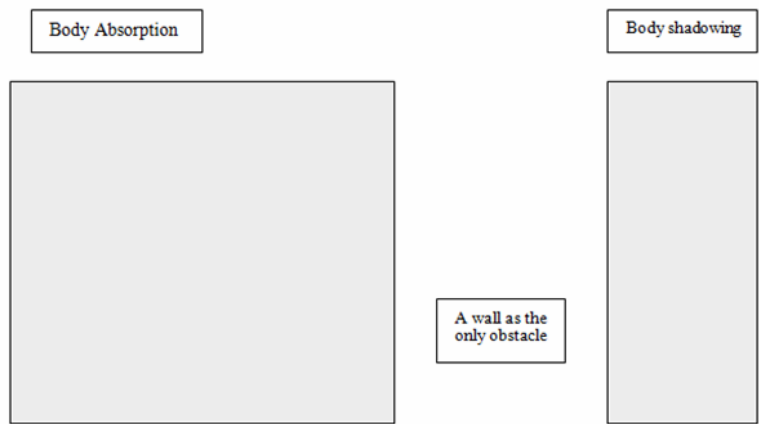 Body Absorption
Body shadowing
A wall as the
only obstacle